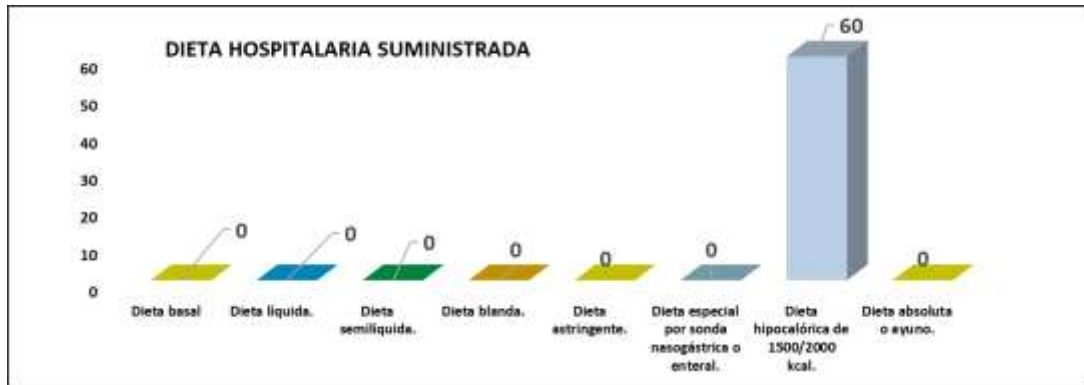 DIETA HOSPITALARIA SUMINISTRADA
60
60
50
40
30
20
10
0
0
0
0
0
0
0
0
Dieta basal
Dieta liquida.
Dieta
semiliquida.
Dieta blanda.
Dieta
astringente.
Dieta especial
por sonda
nasogástrica o
enteral.
Dieta
hipocalórica de
1500/2000
kcal.
Dieta absoluta
o ayuno.